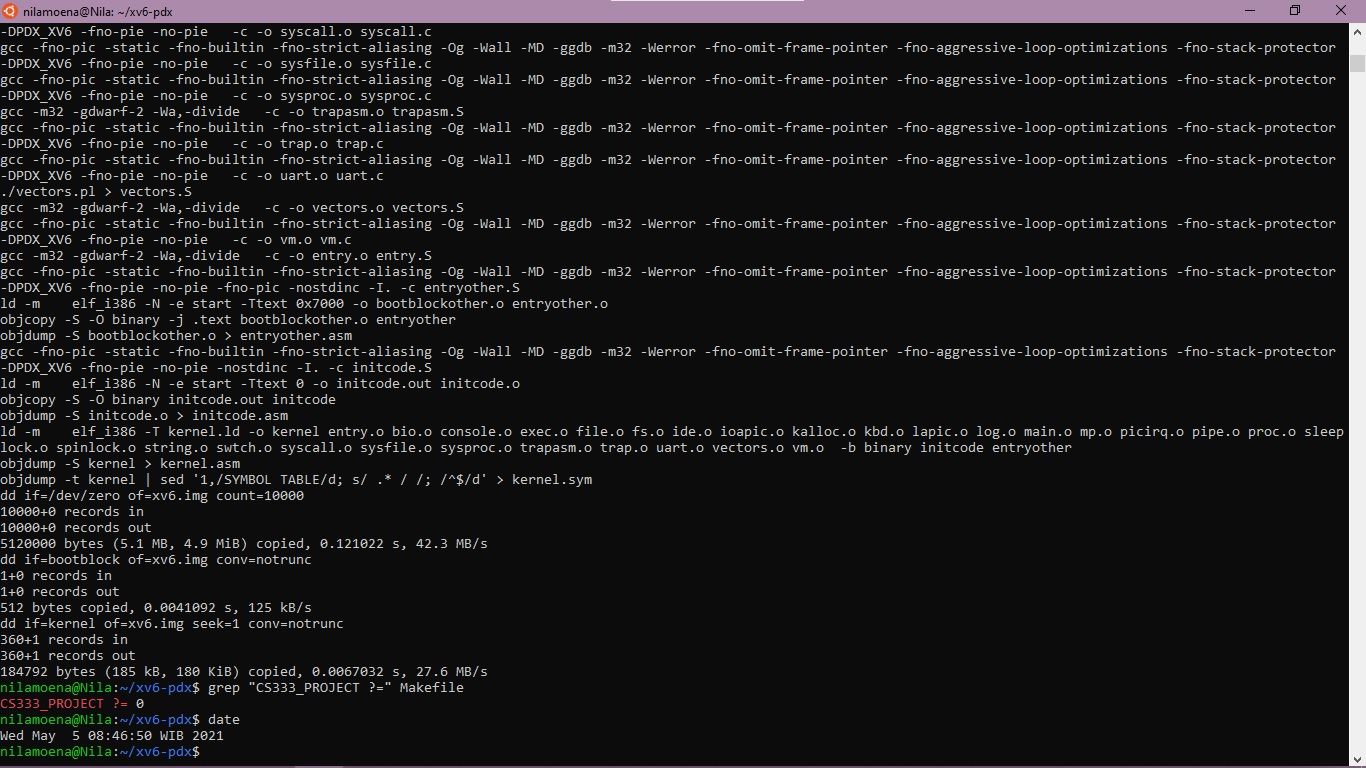 nilamoena@Nila: ~/xv6-pdx
-DPDX_XV6 -fno-pie -no-pie   -c -o syscall.o syscall.c
gcc -fno-pic -static -fno-builtin -fno-strict-aliasing -Og -Wall -MD -ggdb -m32 -Werror -fno-omit-frame-pointer -fno-aggressive-loop-optimizations -fno-stack-protector
-DPDX_XV6 -fno-pie -no-pie   -c -o sysfile.o sysfile.c
gcc -fno-pic -static -fno-builtin -fno-strict-aliasing -Og -Wall -MD -ggdb -m32 -Werror -fno-omit-frame-pointer -fno-aggressive-loop-optimizations -fno-stack-protector
-DPDX_XV6 -fno-pie -no-pie   -c -o sysproc.o sysproc.c
gcc -m32 -gdwarf-2 -Wa,-divide   -c -o trapasm.o trapasm.S
gcc -fno-pic -static -fno-builtin -fno-strict-aliasing -Og -Wall -MD -ggdb -m32 -Werror -fno-omit-frame-pointer -fno-aggressive-loop-optimizations -fno-stack-protector
-DPDX_XV6 -fno-pie -no-pie   -c -o trap.o trap.c
gcc -fno-pic -static -fno-builtin -fno-strict-aliasing -Og -Wall -MD -ggdb -m32 -Werror -fno-omit-frame-pointer -fno-aggressive-loop-optimizations -fno-stack-protector
-DPDX_XV6 -fno-pie -no-pie   -c -o uart.o uart.c
./vectors.pl > vectors.S
gcc -m32 -gdwarf-2 -Wa,-divide   -c -o vectors.o vectors.S
gcc -fno-pic -static -fno-builtin -fno-strict-aliasing -Og -Wall -MD -ggdb -m32 -Werror -fno-omit-frame-pointer -fno-aggressive-loop-optimizations -fno-stack-protector
-DPDX_XV6 -fno-pie -no-pie   -c -o vm.o vm.c
gcc -m32 -gdwarf-2 -Wa,-divide   -c -o entry.o entry.S
gcc -fno-pic -static -fno-builtin -fno-strict-aliasing -Og -Wall -MD -ggdb -m32 -Werror -fno-omit-frame-pointer -fno-aggressive-loop-optimizations -fno-stack-protector
-DPDX_XV6 -fno-pie -no-pie -fno-pic -nostdinc -I. -c entryother.S
ld -m    elf_i386 -N -e start -Ttext 0x7000 -o bootblockother.o entryother.o
objcopy -S -O binary -j .text bootblockother.o entryother
objdump -S bootblockother.o > entryother.asm
gcc -fno-pic -static -fno-builtin -fno-strict-aliasing -Og -Wall -MD -ggdb -m32 -Werror -fno-omit-frame-pointer -fno-aggressive-loop-optimizations -fno-stack-protector
-DPDX_XV6 -fno-pie -no-pie -nostdinc -I. -c initcode.S
ld -m    elf_i386 -N -e start -Ttext 0 -o initcode.out initcode.o
objcopy -S -O binary initcode.out initcode
objdump -S initcode.o > initcode.asm
ld -m    elf_i386 -T kernel.ld -o kernel entry.o bio.o console.o exec.o file.o fs.o ide.o ioapic.o kalloc.o kbd.o lapic.o log.o main.o mp.o picirq.o pipe.o proc.o sleep
lock.o spinlock.o string.o swtch.o syscall.o sysfile.o sysproc.o trapasm.o trap.o uart.o vectors.o vm.o  -b binary initcode entryother
objdump -S kernel > kernel.asm
objdump -t kernel | sed '1,/SYMBOL TABLE/d; s/ .* / /; /^$/d' > kernel.sym
dd if=/dev/zero of=xv6.img count=10000
10000+0 records in
10000+0 records out
5120000 bytes (5.1 MB, 4.9 MiB) copied, 0.121022 s, 42.3 MB/s
dd if=bootblock of=xv6.img conv=notrunc
1+0 records in
1+0 records out
512 bytes copied, 0.0041092 s, 125 kB/s
dd if=kernel of=xv6.img seek=1 conv=notrunc
360+1 records in
360+1 records out
184792 bytes (185 kB, 180 KiB) copied, 0.0067032 s, 27.6 MB/s
nilamoena@Nila:~/xv6-pdx$ grep "CS333_PROJECT ?=" Makefile
CS333_PROJECT ?= 0
nilamoena@Nila:~/xv6-pdx$ date
Wed May  5 08:46:50 WIB 2021
nilamoena@Nila:~/xv6-pdx$